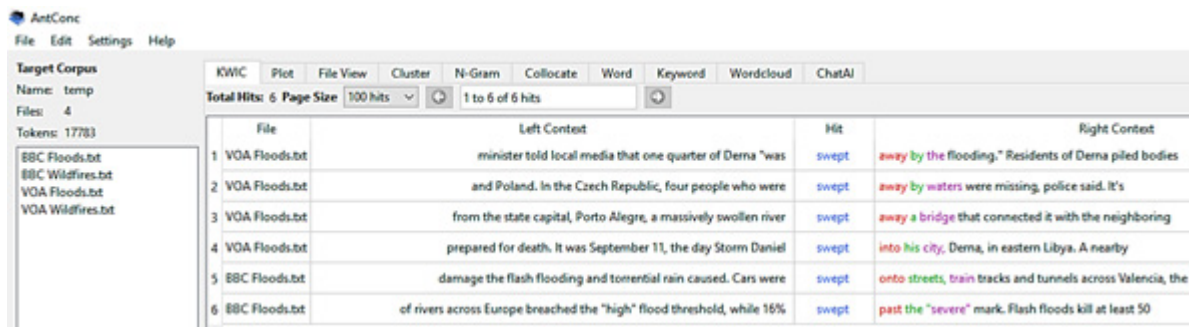 AntConc
File Edit Settings Help
Target Corpus
Name: temp
Files: 4
Tokens: 17783
BBC Floods.txt
BBC Wildfires.txt
VOA Floods.txt
VOA Wildfires.txt
KWIC Plot File View Cluster N-Gram Collocate Word Keyword Wordcloud ChatAI
Total Hits: 6 Page Size 100 hits 1 to 6 of 6 hits
File Left Context Hit Right Context
1 VOA Floods.txt minister told local media that one quarter of Derna "was swept away by the flooding." Residents of Derna piled bodies
2 VOA Floods.txt and Poland. In the Czech Republic, four people who were swept away by waters were missing, police said. It's
3 VOA Floods.txt from the state capital, Porto Alegre, a massively swollen river swept away a bridge that connected it with the neighboring
4 VOA Floods.txt prepared for death. It was September 11, the day Storm Daniel swept into his city, Derna, in eastern Libya. A nearby
5 BBC Floods.txt damage the flash flooding and torrential rain caused. Cars were swept onto streets, train tracks and tunnels across Valencia, the
6 BBC Floods.txt of rivers across Europe breached the "high" flood threshold, while 16% swept past the "severe" mark. Flash floods kill at least 50